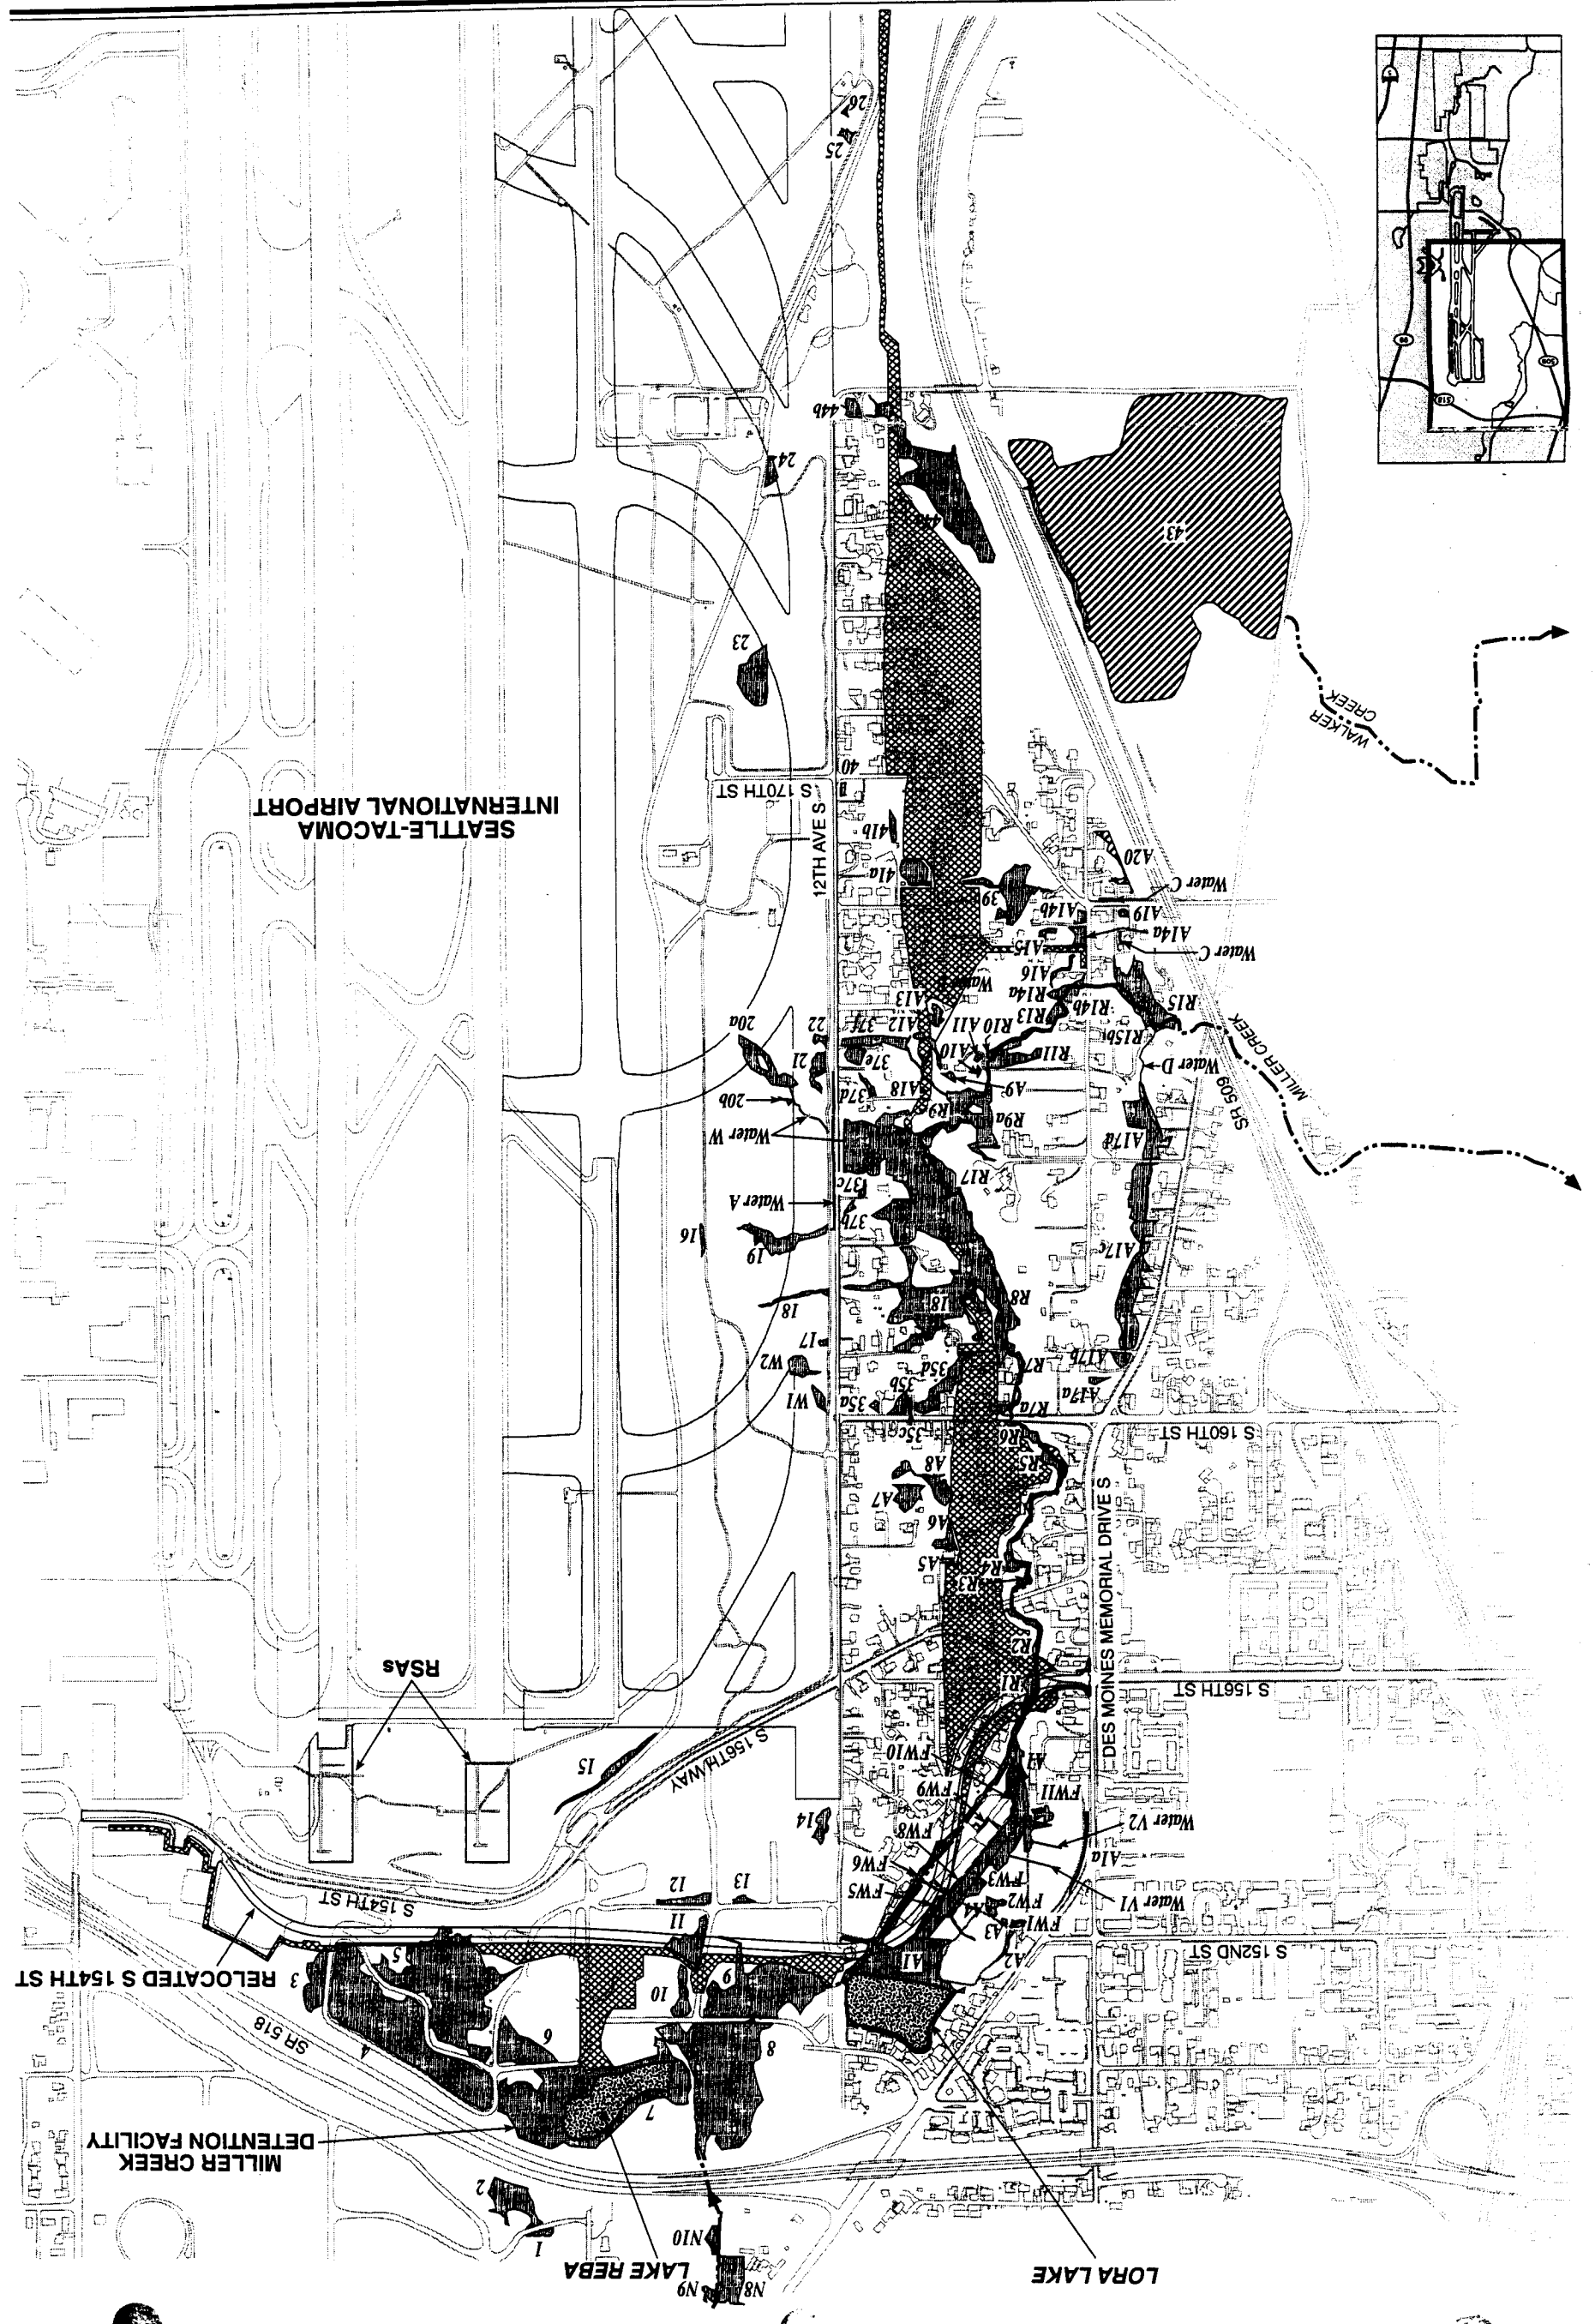 LORA LAKE
LAKE REBA
N8
N9
N10
1
2
MILLER CREEK
DETENTION FACILITY
SR 518
7
8
6
4
5
3
9
10
11
RELOCATED S 154TH ST
S 154TH ST
S 152ND ST
A1
A2
A3
A4
FW1
FW2
FW3
FW5
FW6
FW8
FW9
FW10
FW11
Water V1
A1a
Water V2
12
13
14
15
RSAs
S 156TH WAY
S 156TH ST
DES MOINES MEMORIAL DRIVE S
R1
R2
R3
R4
A5
A6
A7
A8
R5
R6
S 160TH ST
R7a
R7
A17a
A17b
35a
35b
35c
35d
W1
W2
17
18
18
R8
A17c
37b
37c
Water A
19
16
R17
Water W
20b
20a
21
22
37d
37e
37f
A17d
R9a
R9
A9
A18
Water D
SR 509
MILLER CREEK
A10
R11
A12
A13
R10 A11
R13
R14a
R14b
R15b
R15
A16
A15
Water C
A14a
A14b
A19
Water C
A20
39
41a
41b
12TH AVE S
S 170TH ST
40
SEATTLE-TACOMA
INTERNATIONAL AIRPORT
WALKER
CREEK
23
43
44a
24
44b
25
26
518
509
99
5